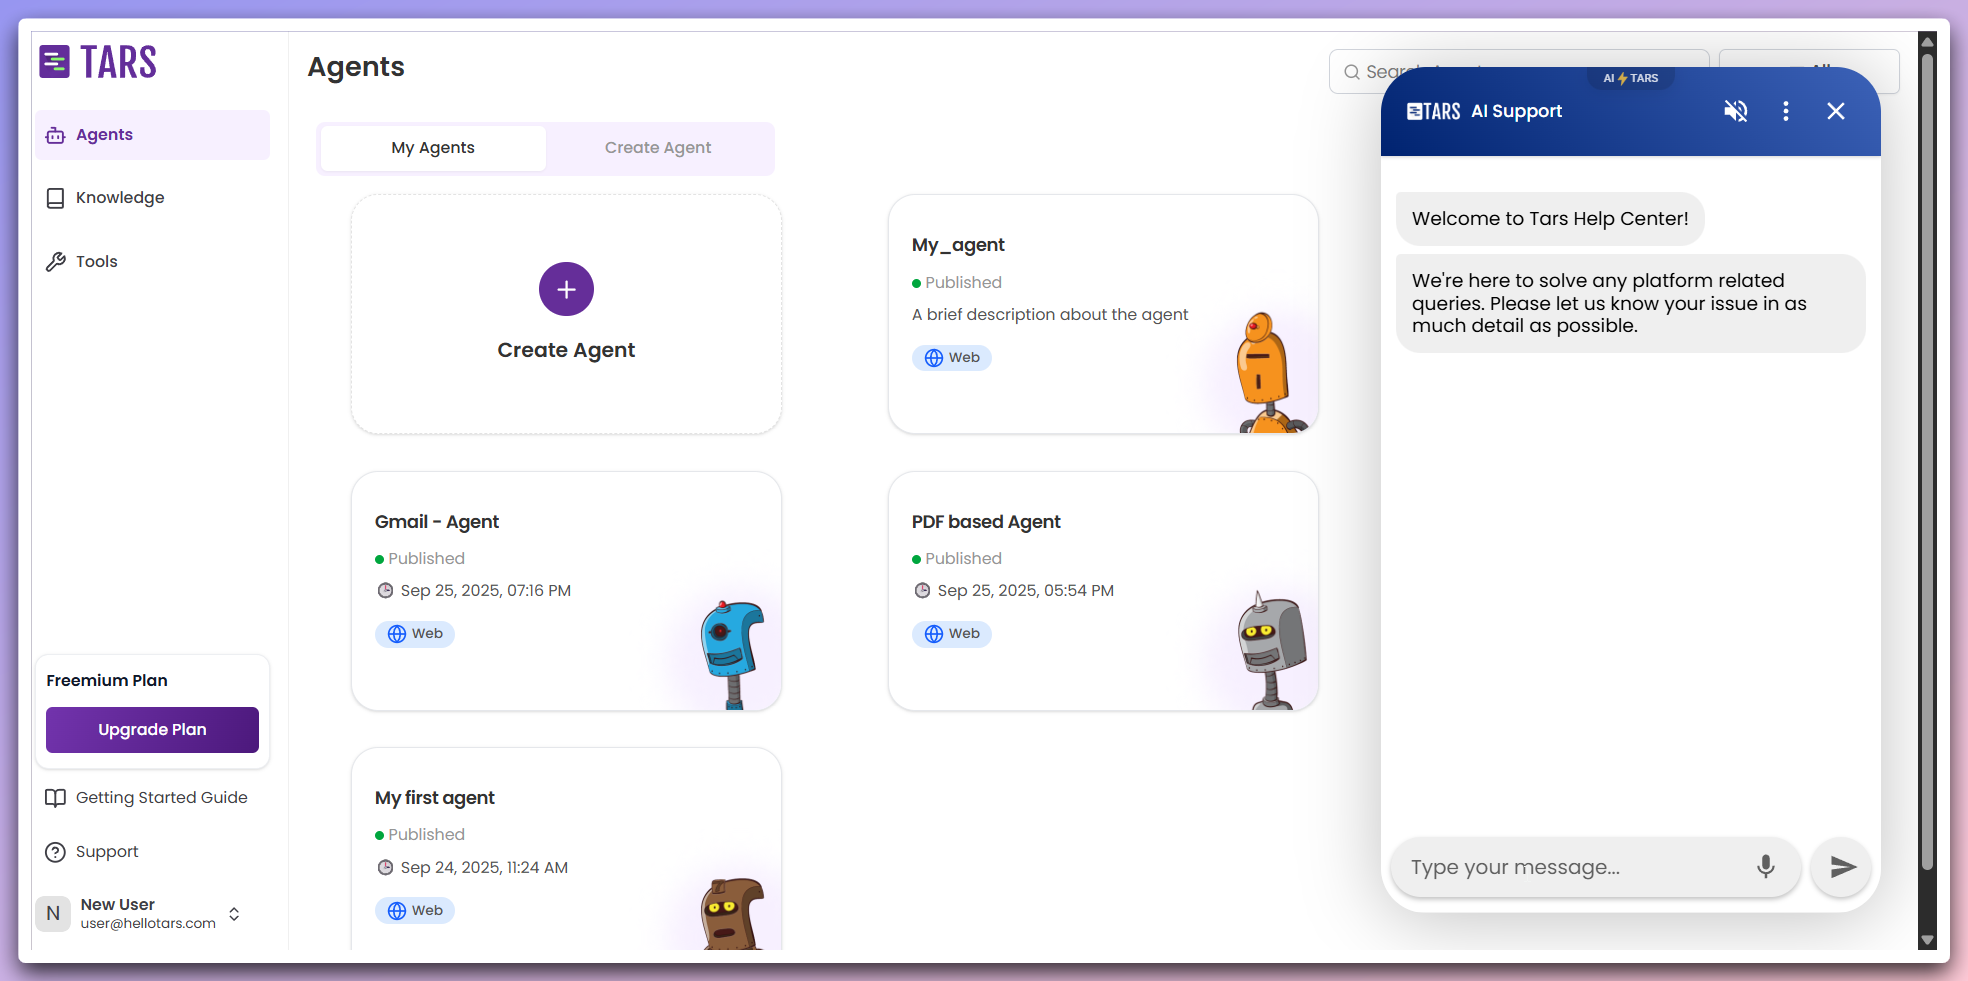 TARS
Agents
Knowledge
Tools
Freemium Plan
Upgrade Plan
Getting Started Guide
Support
N
New User
user@hellotars.com
Agents
My Agents
Create Agent
Create Agent
My_agent
Published
A brief description about the agent
Web
Gmail - Agent
Published
Sep 25, 2025, 07:16 PM
Web
PDF based Agent
Published
Sep 25, 2025, 05:54 PM
Web
My first agent
Published
Sep 24, 2025, 11:24 AM
Web
AI⚡TARS
TARS AI Support
Welcome to Tars Help Center!
We're here to solve any platform related
queries. Please let us know your issue in as
much detail as possible.
Type your message...